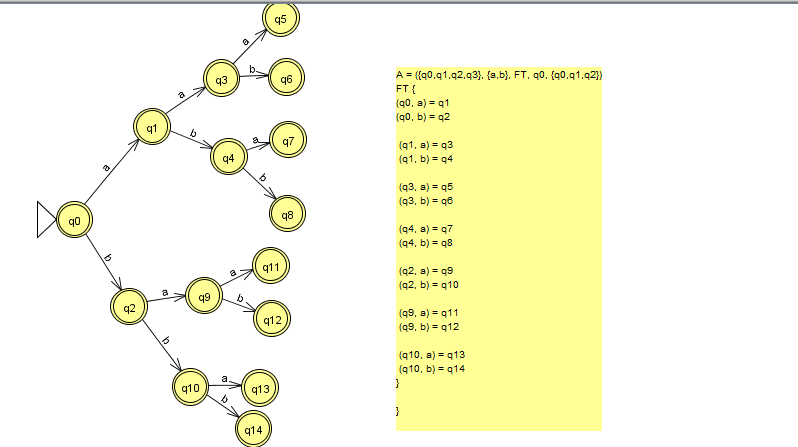 q5
a
q3
b
q6
a
q1
b
a
q7
q4
b
q8
a
q0
b
q11
a
q9
a
b
q12
q2
b
q10
a
q13
b
q14
A = ({q0,q1,q2,q3}, {a,b}, FT, q0, {q0,q1,q2})
FT {
(q0, a) = q1
(q0, b) = q2
(q1, a) = q3
(q1, b) = q4
(q3, a) = q5
(q3, b) = q6
(q4, a) = q7
(q4, b) = q8
(q2, a) = q9
(q2, b) = q10
(q9, a) = q11
(q9, b) = q12
(q10, a) = q13
(q10, b) = q14
}
}